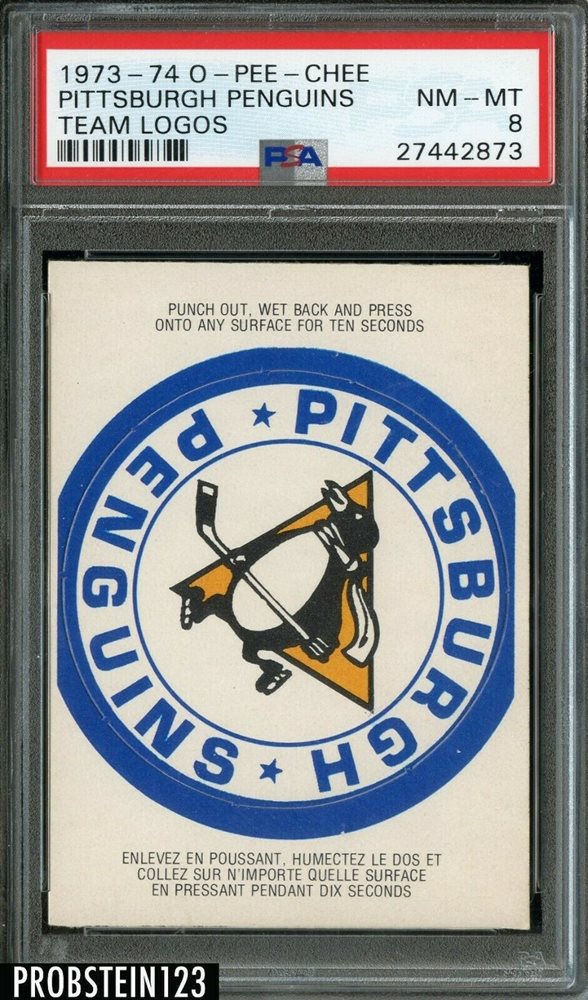 1973-74 O-PEE-CHEE
PITTSBURGH PENGUINS NM-MT
TEAM LOGOS 8
PSA 27442873
PUNCH OUT, WET BACK AND PRESS
ONTO ANY SURFACE FOR TEN SECONDS
PITTSBURGH
PENGUINS
ENLEVEZ EN POUSSANT, HUMECTEZ LE DOS ET
COLLEZ SUR N'IMPORTE QUELLE SURFACE
EN PRESSANT PENDANT DIX SECONDS
PROBSTEIN123